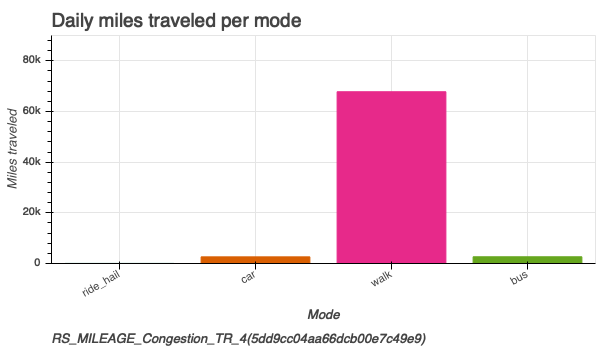 Daily miles traveled per mode
80k
60k
40k
20k
0
Miles traveled
ride_hail
car
walk
bus
Mode
RS_MILEAGE_Congestion_TR_4(5dd9cc04aa66dcb00e7c49e9)